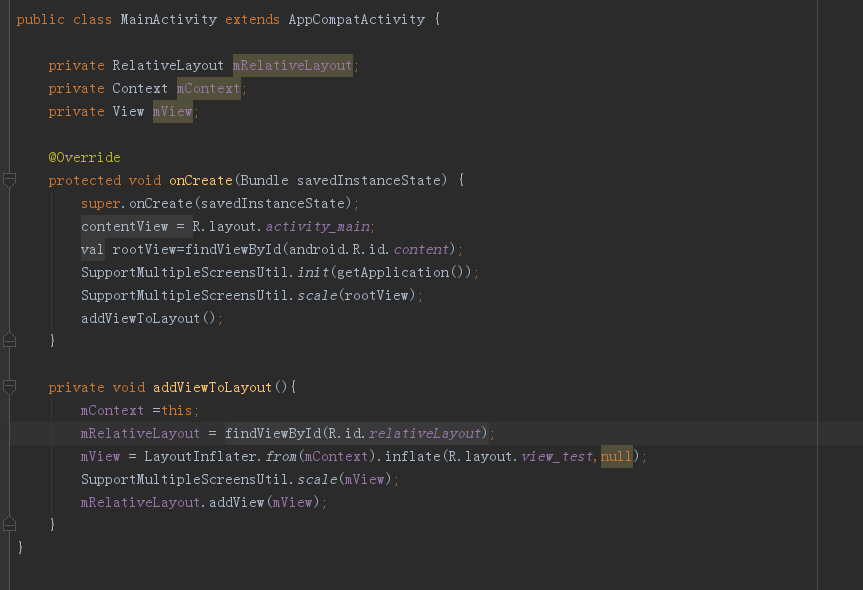 public class MainActivity extends AppCompatActivity {
private RelativeLayout mRelativeLayout;
private Context mContext;
private View mView;
@Override
protected void onCreate(Bundle savedInstanceState) {
super.onCreate(savedInstanceState);
contentView = R.layout.activity_main;
val rootView=findViewById(android.R.id.content);
SupportMultipleScreensUtil.init(getApplication());
SupportMultipleScreensUtil.scale(rootView);
addViewToLayout();
}
private void addViewToLayout(){
mContext =this;
mRelativeLayout = findViewById(R.id.relativeLayout);
mView = LayoutInflater.from(mContext).inflate(R.layout.view_test,null);
SupportMultipleScreensUtil.scale(mView);
mRelativeLayout.addView(mView);
}
}